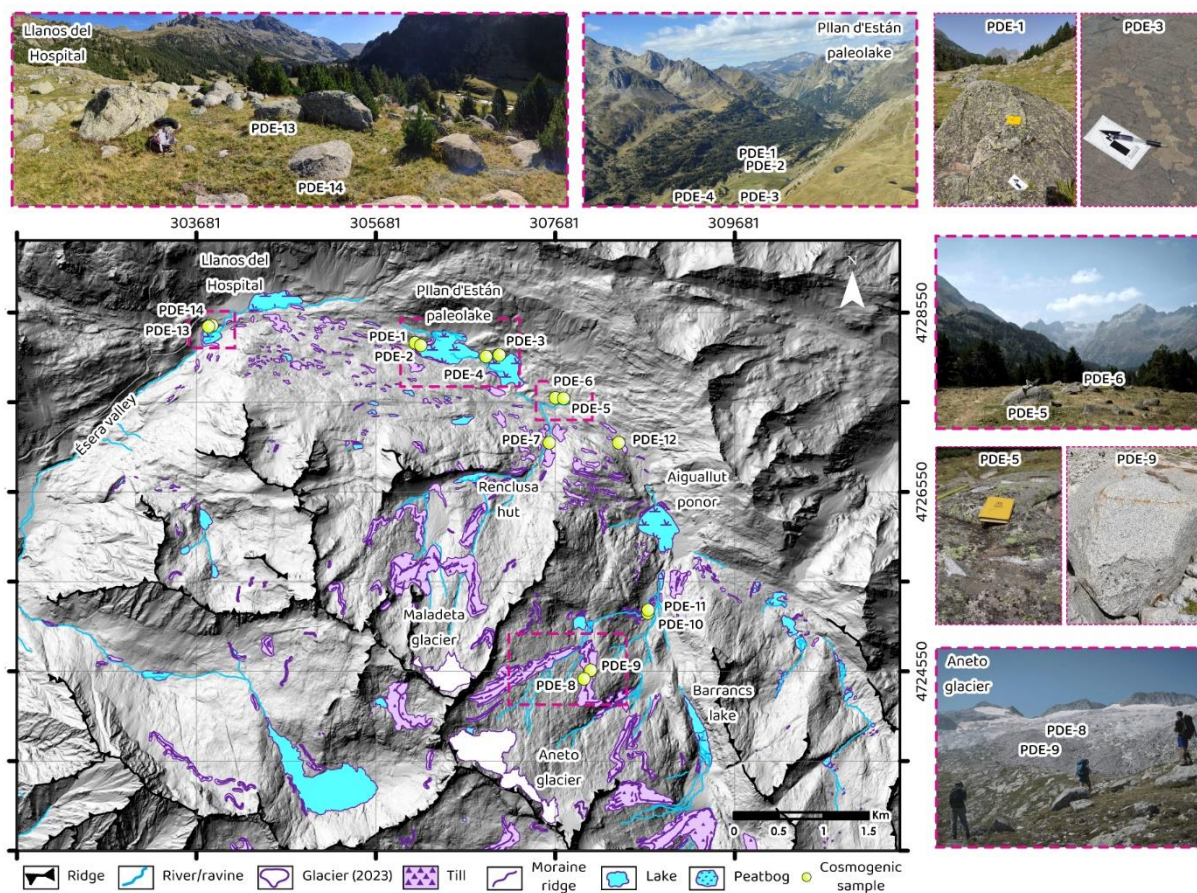 Llanos del
Hospital
PDE-13
PDE-14
Pllan d'Están
paleolake
PDE-1
PDE-2
PDE-4
PDE-3
PDE-1
PDE-3
303681
305681
307681
309681
Llanos del
Hospital
PDE-14
PDE-13
Pllan d'Están
paleolake
PDE-1
PDE-2
PDE-3
PDE-4
PDE-6
PDE-5
PDE-7
PDE-12
Ésera valley
Renclusa
hut
Aiguallut
ponor
Maladeta
glacier
PDE-11
PDE-10
PDE-9
PDE-8
Barrancs
lake
Aneto
glacier
N
4728550
4726550
4724550
Km
0
0.5
1
1.5
PDE-6
PDE-5
PDE-5
PDE-9
Aneto
glacier
PDE-8
PDE-9
Ridge
River/ravine
Glacier (2023)
Till
Moraine
ridge
Lake
Peatbog
Cosmogenic
sample